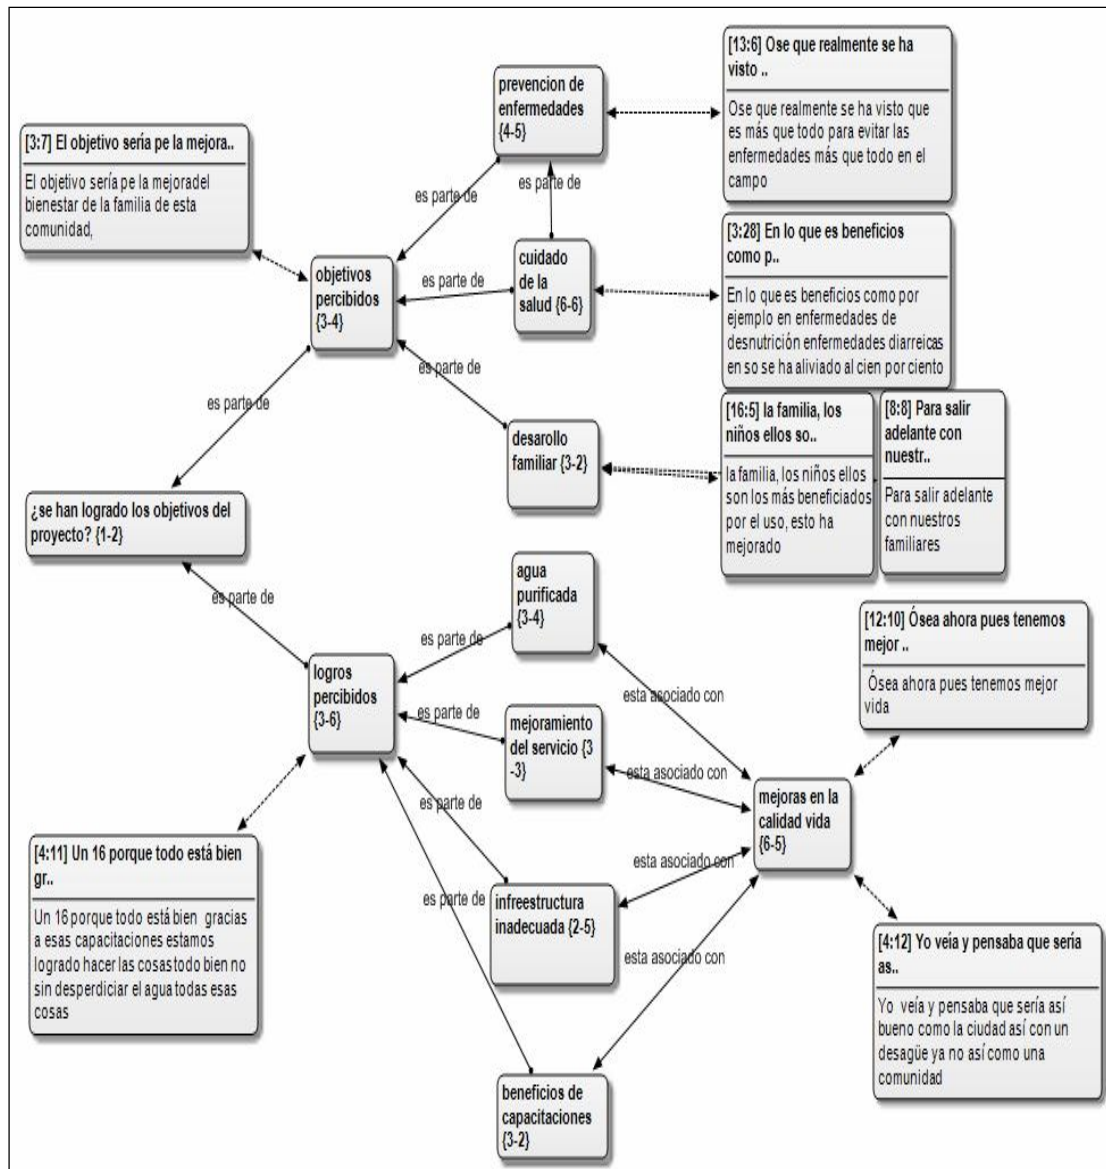 [13:6] Ose que realmente se ha
visto ..
Ose que realmente se ha visto que
es más que todo para evitar las
enfermedades más que todo en el
campo
prevencion de
enfermedades
{4-5}
[3:7] El objetivo sería pe la mejora..
El objetivo sería pe la mejoradel
bienestar de la familia de esta
comunidad,
es parte de
es parte de
[3:28] En lo que es beneficios
como p..
En lo que es beneficios como por
ejemplo en enfermedades de
desnutrición enfermedades diarreicas
en so se ha aliviado al cien por ciento
cuidado
de la
salud {6-6}
es parte de
objetivos
percibidos
{3-4}
es parte de
es parte de
[16:5] la familia, los
niños ellos so..
la familia, los niños ellos
son los más beneficiados
por el uso, esto ha
mejorado
[8:8] Para salir
adelante con
nuestr..
Para salir adelante
con nuestros
familiares
desarollo
familiar {3-2}
¿se han logrado los objetivos del
proyecto? {1-2}
es parte de
agua
purificada
{3-4}
es parte de
[12:10] Ósea ahora pues tenemos
mejor ..
Ósea ahora pues tenemos mejor
vida
logros
percibidos
{3-6}
esta asociado con
es parte de
mejoramiento
del servicio {3
-3}
esta asociado con
mejoras en la
calidad vida
{6-5}
es parte de
esta asociado con
[4:11] Un 16 porque todo está bien
gr..
Un 16 porque todo está bien gracias
a esas capacitaciones estamos
logrado hacer las cosas todo bien no
sin desperdiciar el agua todas esas
cosas
es parte de
infreestructura
inadecuada {2-5}
esta asociado con
[4:12] Yo veía y pensaba que sería
as..
Yo veía y pensaba que sería así
bueno como la ciudad así con un
desagüe ya no así como una
comunidad
beneficios de
capacitaciones
{3-2}